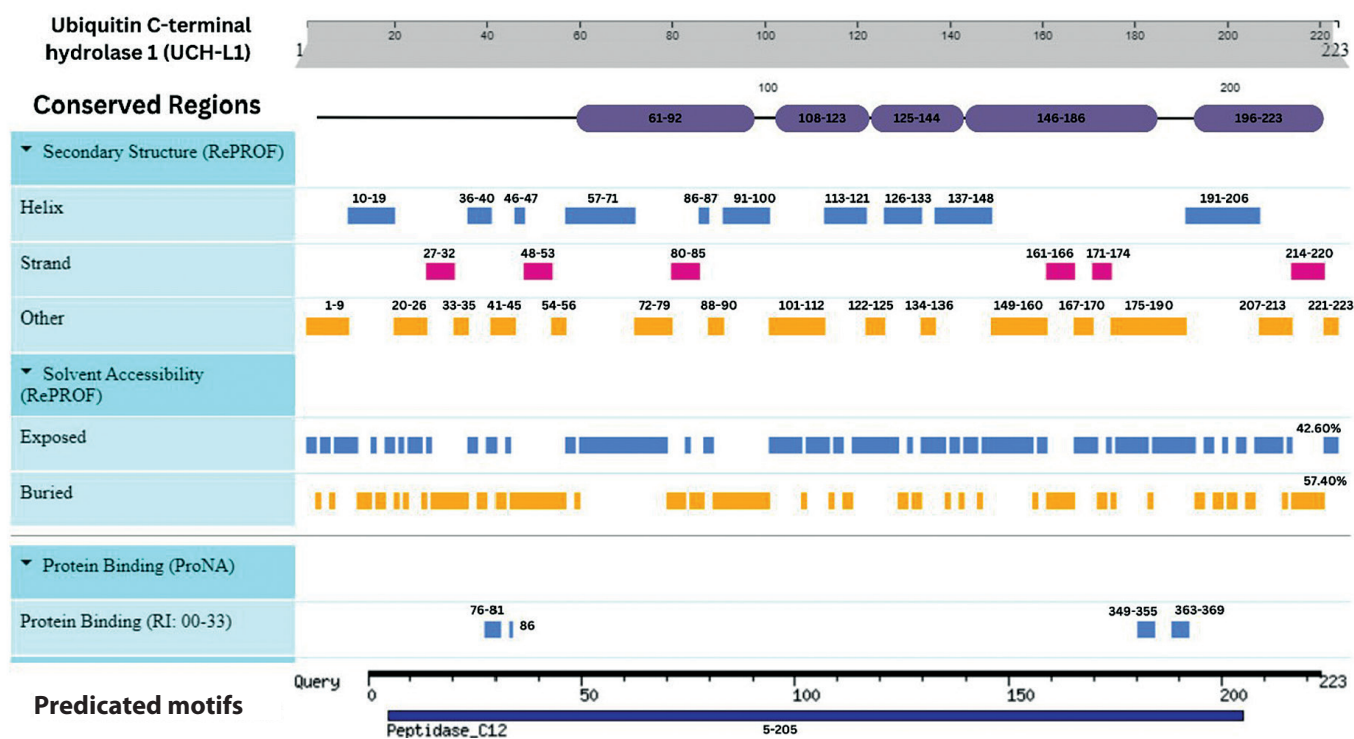 Ubiquitin C-terminal
hydrolase 1 (UCH-L1)
1
20 40 60 80 100 120 140 160 180 200 220
223
Conserved Regions
100 200
61-92 108-123 125-144 146-186 196-223
Secondary Structure (RePROF)
Helix
10-19 36-40 46-47 57-71 86-87 91-100 113-121 126-133 137-148 191-206
Strand
27-32 48-53 80-85 161-166 171-174 214-220
Other
1-9 20-26 33-35 41-45 54-56 72-79 88-90 101-112 122-125 134-136 149-160 167-170 175-190 207-213 221-223
Solvent Accessibility
(RePROF)
Exposed
42.60%
Buried
57.40%
Protein Binding (ProNA)
Protein Binding (RI: 00-33)
76-81 86 349-355 363-369
Predicated motifs
Query
0 50 100 150 200 223
Peptidase_C12
5-205